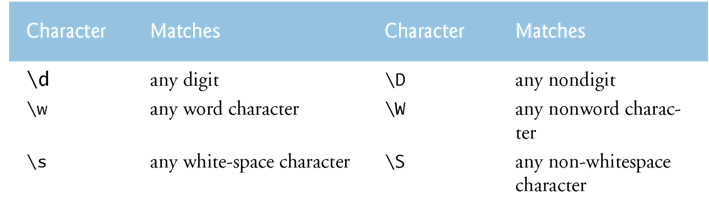 Character Matches Character Matches
\d any digit \D any nondigit
\w any word character \W any nonword charac-
ter
\s any white-space character \S any non-whitespace
character